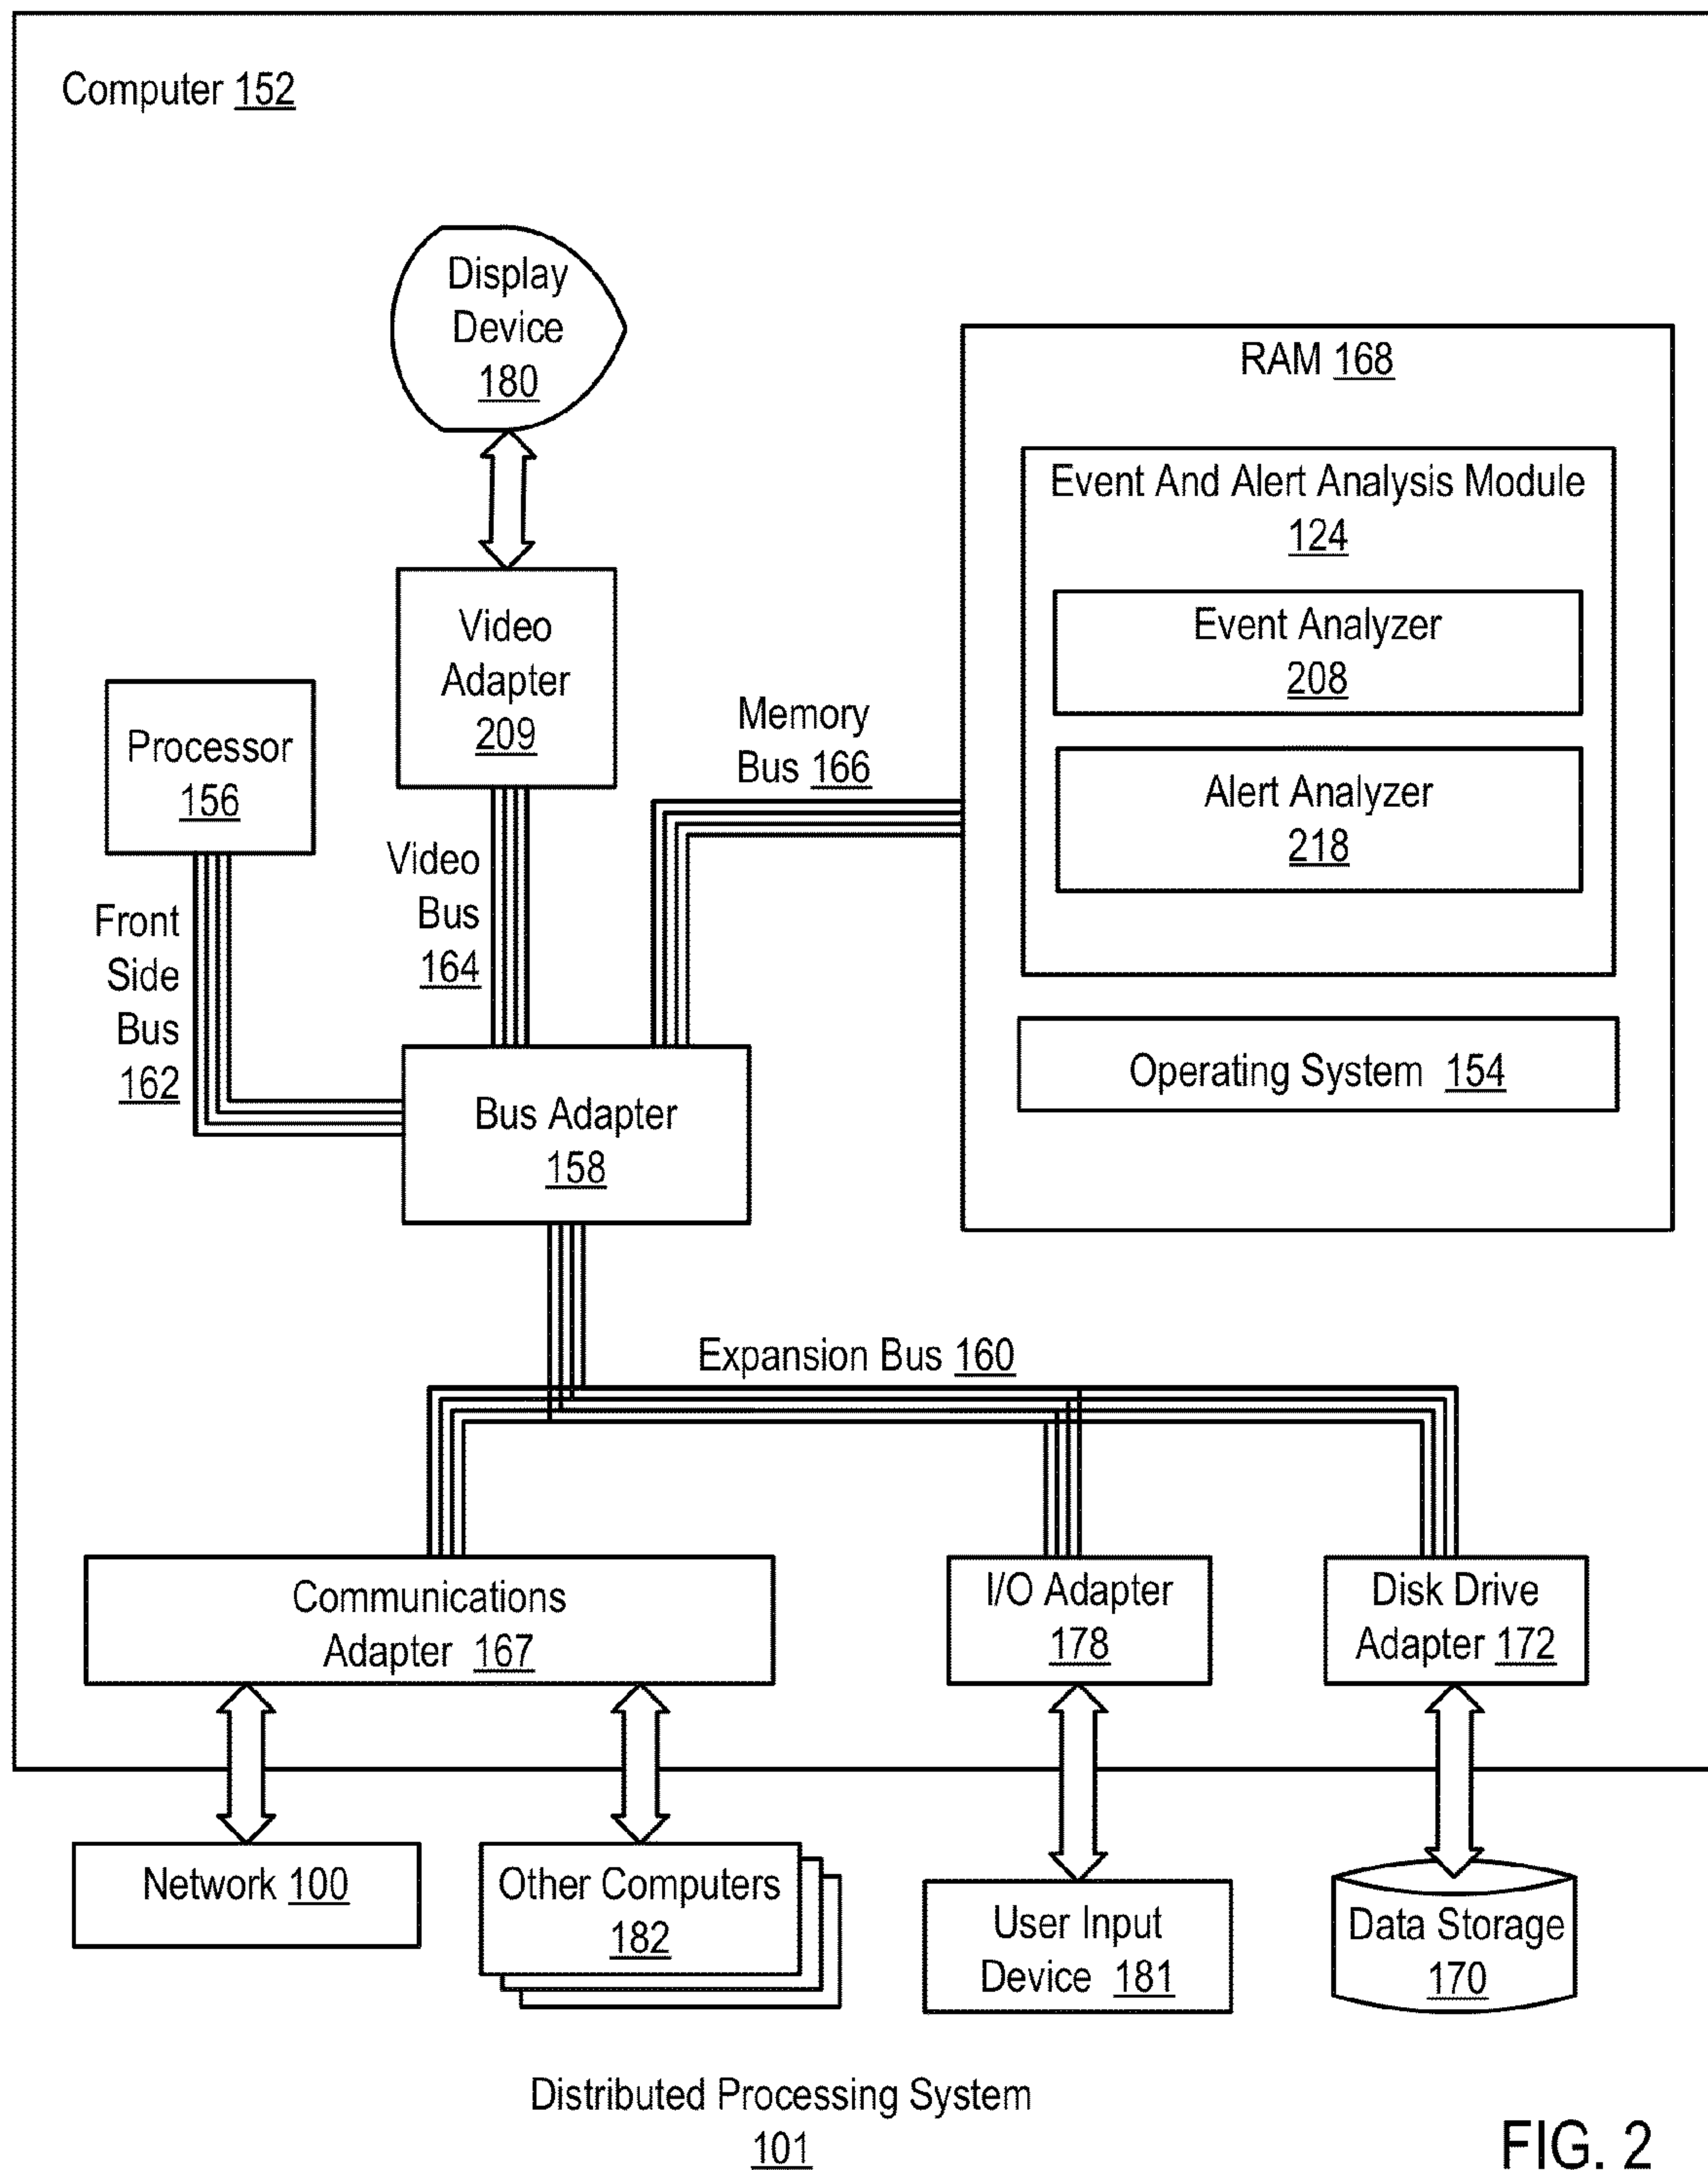 Computer 152
Display
Device
180
RAM 168
Event And Alert Analysis Module
124
Event Analyzer
208
Alert Analyzer
218
Operating System 154
Video
Adapter
209
Processor
156
Memory
Bus 166
Video
Bus
164
Front
Side
Bus
162
Bus Adapter
158
Expansion Bus 160
Communications
Adapter 167
I/O Adapter
178
Disk Drive
Adapter 172
Network 100
Other Computers
182
User Input
Device 181
Data Storage
170
Distributed Processing System
101
FIG. 2